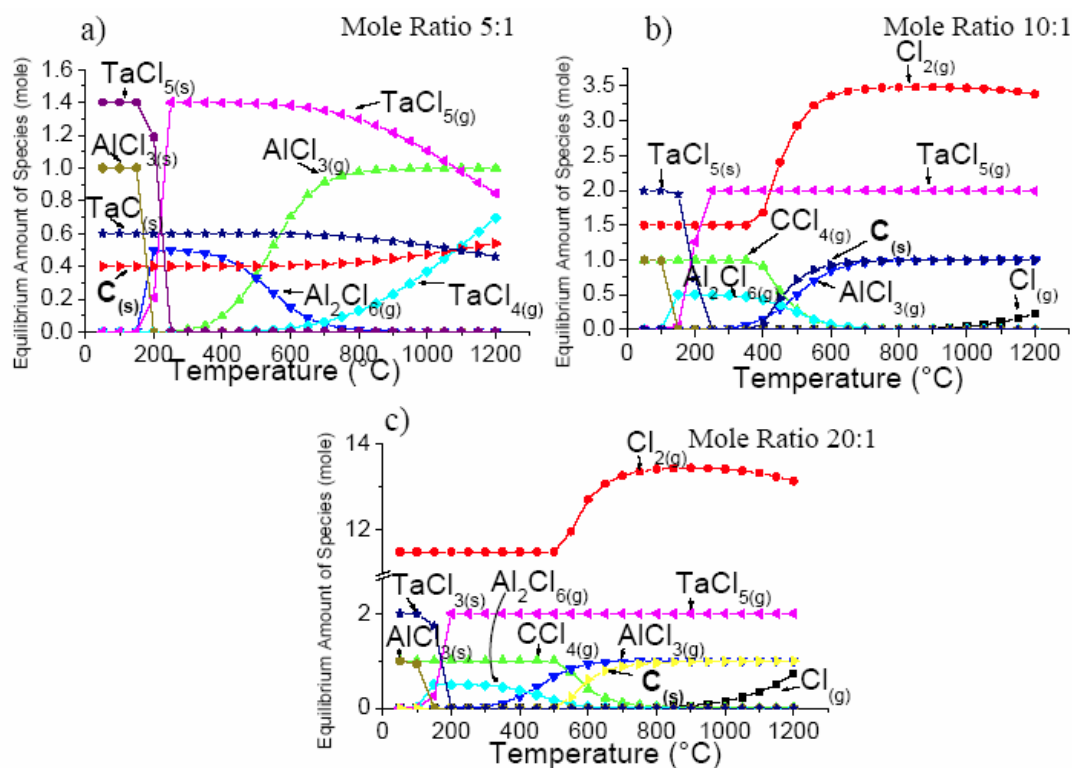 a) Mole Ratio 5:1
Equilibrium Amount of Species (mole)
1.6
1.4
1.2
1.0
0.8
0.6
0.4
0.2
0.0
TaCl5(s)
AlCl3(s)
TaC(s)
C(s)
AlCl3(g)
TaCl5(g)
Al2Cl6(g)
TaCl4(g)
0 200 400 600 800 1000 1200
Temperature (°C)
b) Mole Ratio 10:1
Equilibrium Amount of Species (mole)
3.5
3.0
2.5
2.0
1.5
1.0
0.5
0.0
Cl2(g)
TaCl5(s)
TaCl5(g)
CCl4(g)
C(s)
Al2Cl6(g)
AlCl3(g)
Cl(g)
0 200 400 600 800 1000 1200
Temperature (°C)
c) Mole Ratio 20:1
Equilibrium Amount of Species (mole)
14
12
2
0
Cl2(g)
TaCl3(s)
Al2Cl6(g)
TaCl5(g)
AlCl3(s)
CCl4(g)
AlCl3(g)
C(s)
Cl(g)
0 200 400 600 800 1000 1200
Temperature (°C)